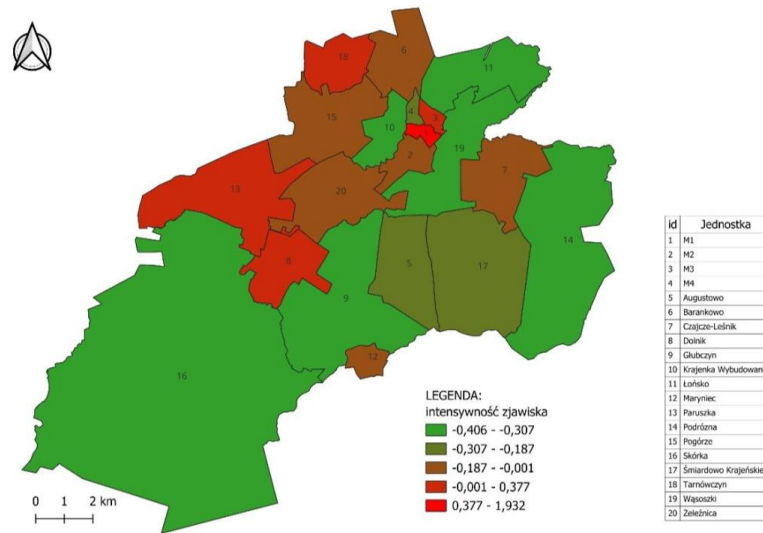 18
6
11
4
3
10
15
19
2
7
20
13
14
8
5
17
9
12
16
LEGENDA:
intensywność zjawiska
-0,406 - -0,307
-0,307 - -0,187
-0,187 - -0,001
-0,001 - 0,377
0,377 - 1,932
0 1 2 km
id Jednostka
1 M1
2 M2
3 M3
4 M4
5 Augustowo
6 Barankowo
7 Czajcze-Leśnik
8 Dolnik
9 Głubczyn
10 Krajenka Wybudowani
11 Łońsko
12 Maryniec
13 Paruszka
14 Podróżna
15 Pogórze
16 Skórka
17 Śmiardowo Krajeńskie
18 Tarnówczyn
19 Wąsoszki
20 Żeleźnica